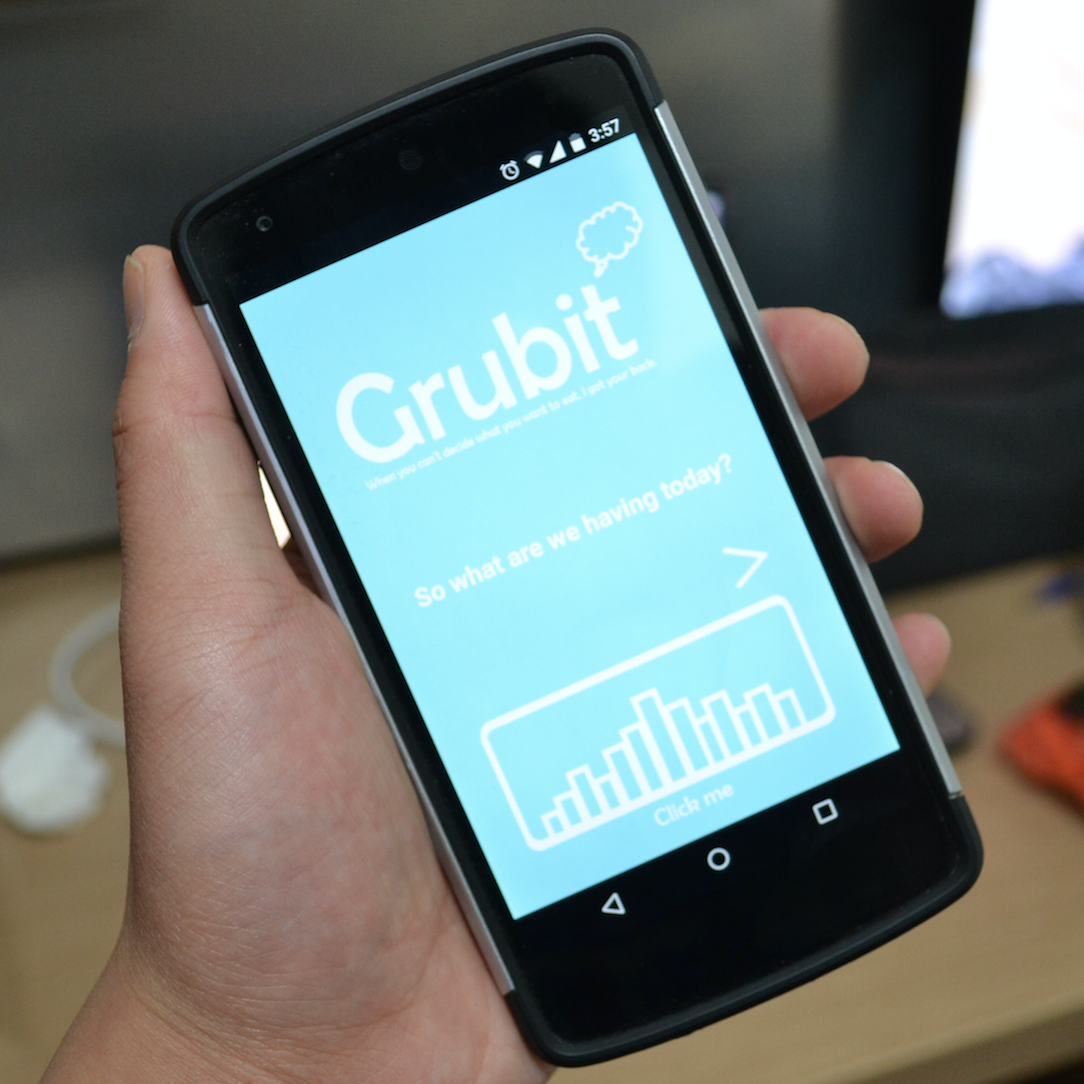 3:57
Grubit
When you can't decide what you want to eat, I got your back.
So what are we having today?
Click me